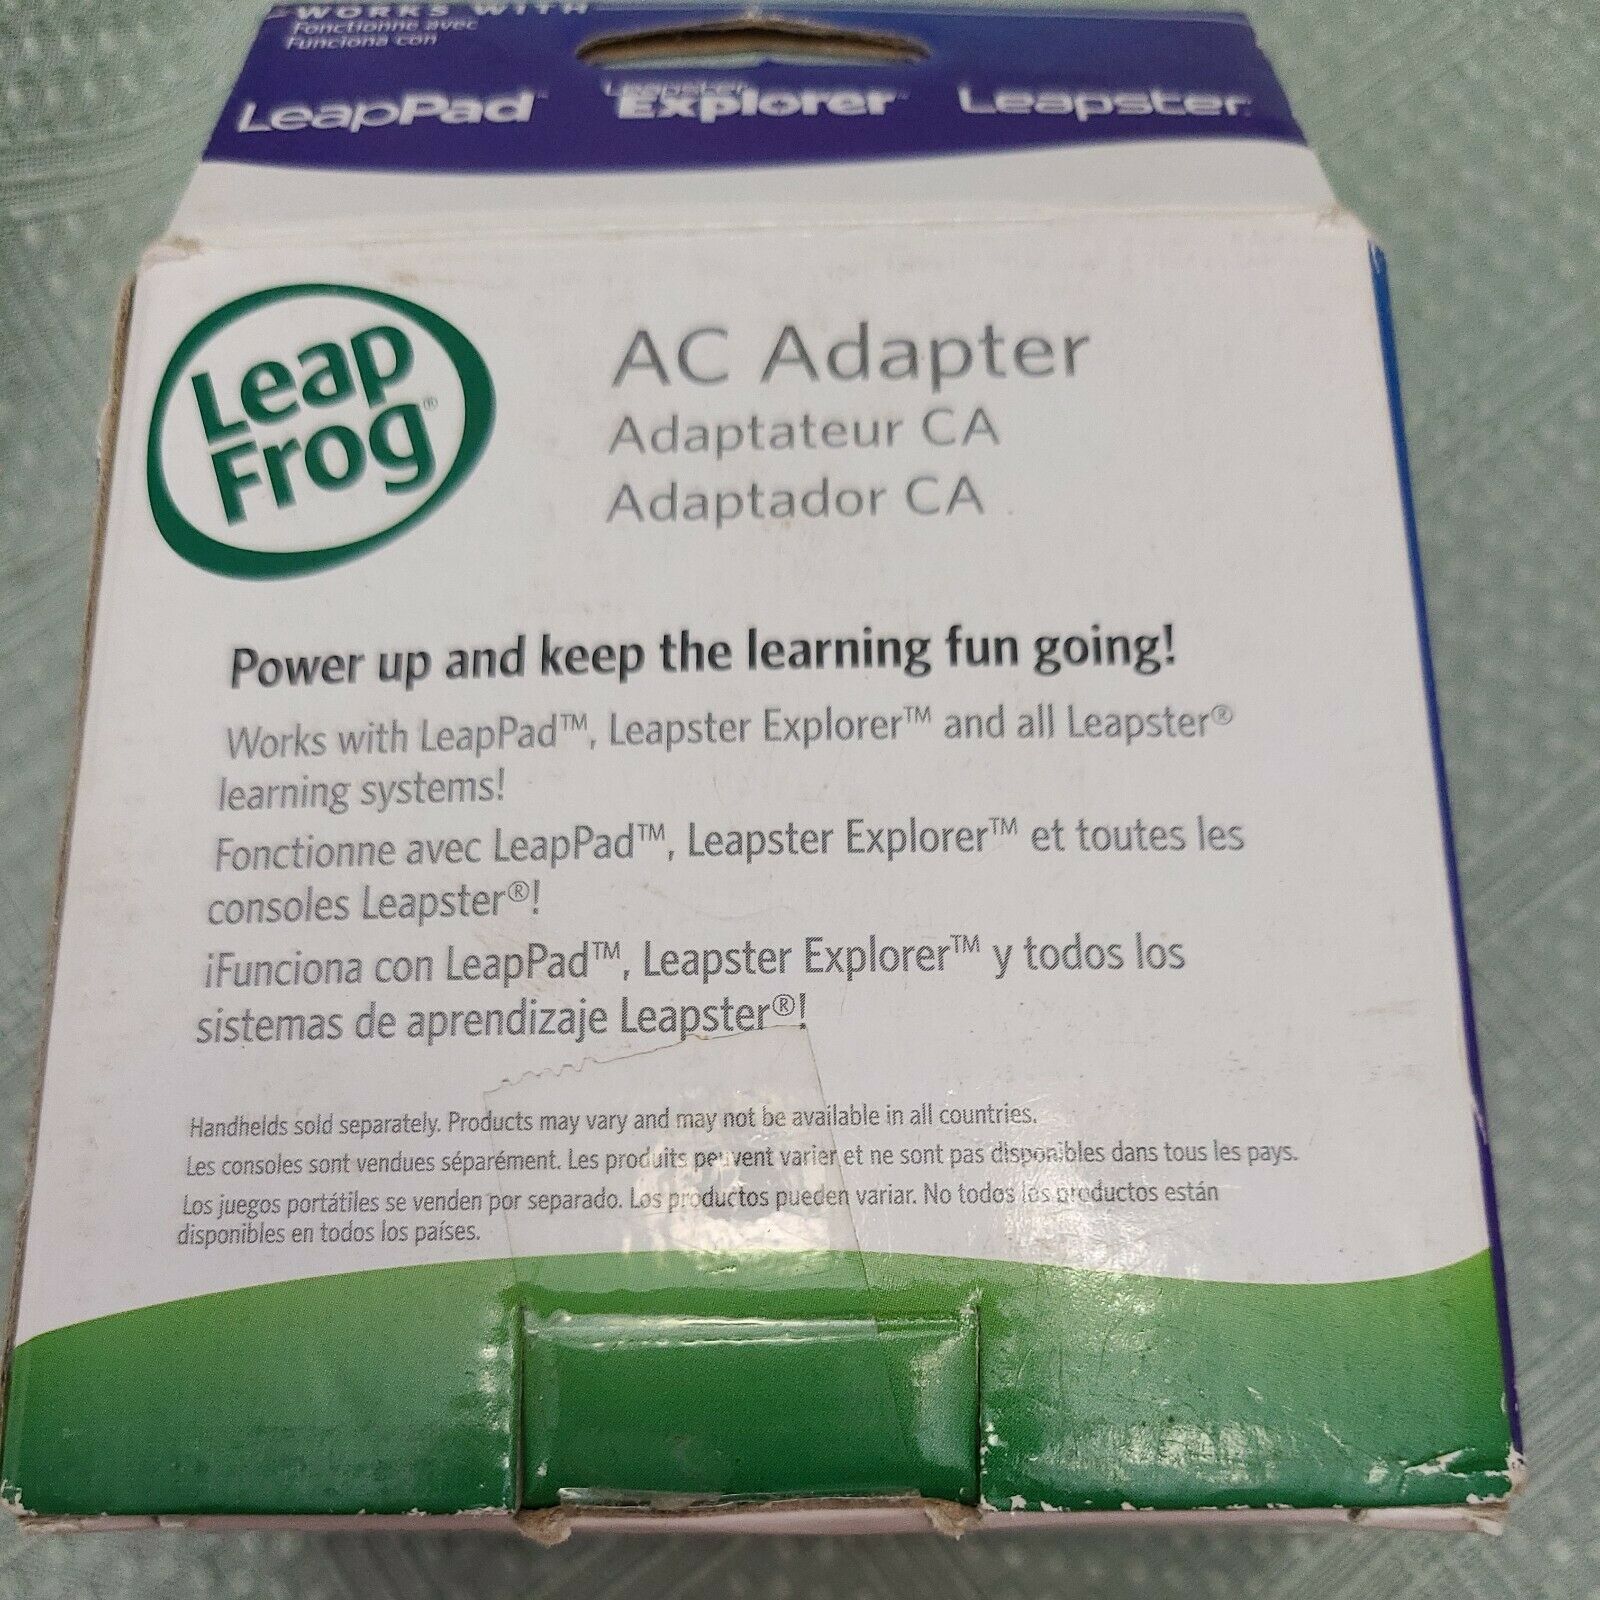 WORKS WITH
Fonctionne avec
Funciona con
LeapPad™ Leapster Explorer™ Leapster®
Leap
Frog®
AC Adapter
Adaptateur CA
Adaptador CA
Power up and keep the learning fun going!
Works with LeapPad™, Leapster Explorer™ and all Leapster®
learning systems!
Fonctionne avec LeapPad™, Leapster Explorer™ et toutes les
consoles Leapster®!
¡Funciona con LeapPad™, Leapster Explorer™ y todos los
sistemas de aprendizaje Leapster®!
Handhelds sold separately. Products may vary and may not be available in all countries.
Les consoles sont vendues séparément. Les produits peuvent varier et ne sont pas disponibles dans tous les pays.
Los juegos portátiles se venden por separado. Los productos pueden variar. No todos los productos están
disponibles en todos los países.